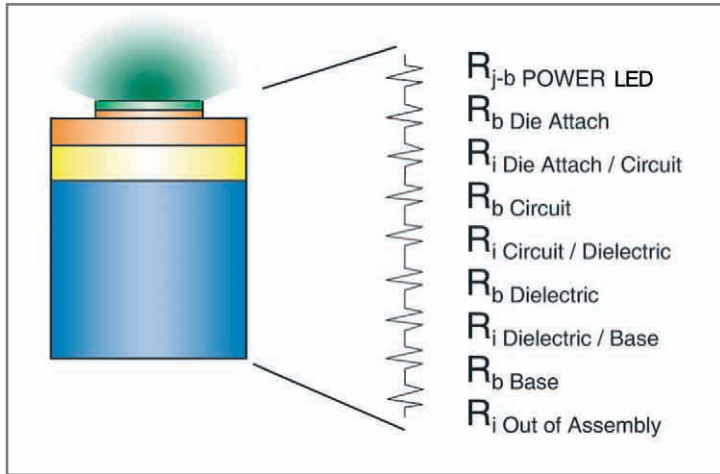 Rj-b POWER LED
Rb Die Attach
Ri Die Attach / Circuit
Rb Circuit
Ri Circuit / Dielectric
Rb Dielectric
Ri Dielectric / Base
Rb Base
Ri Out of Assembly